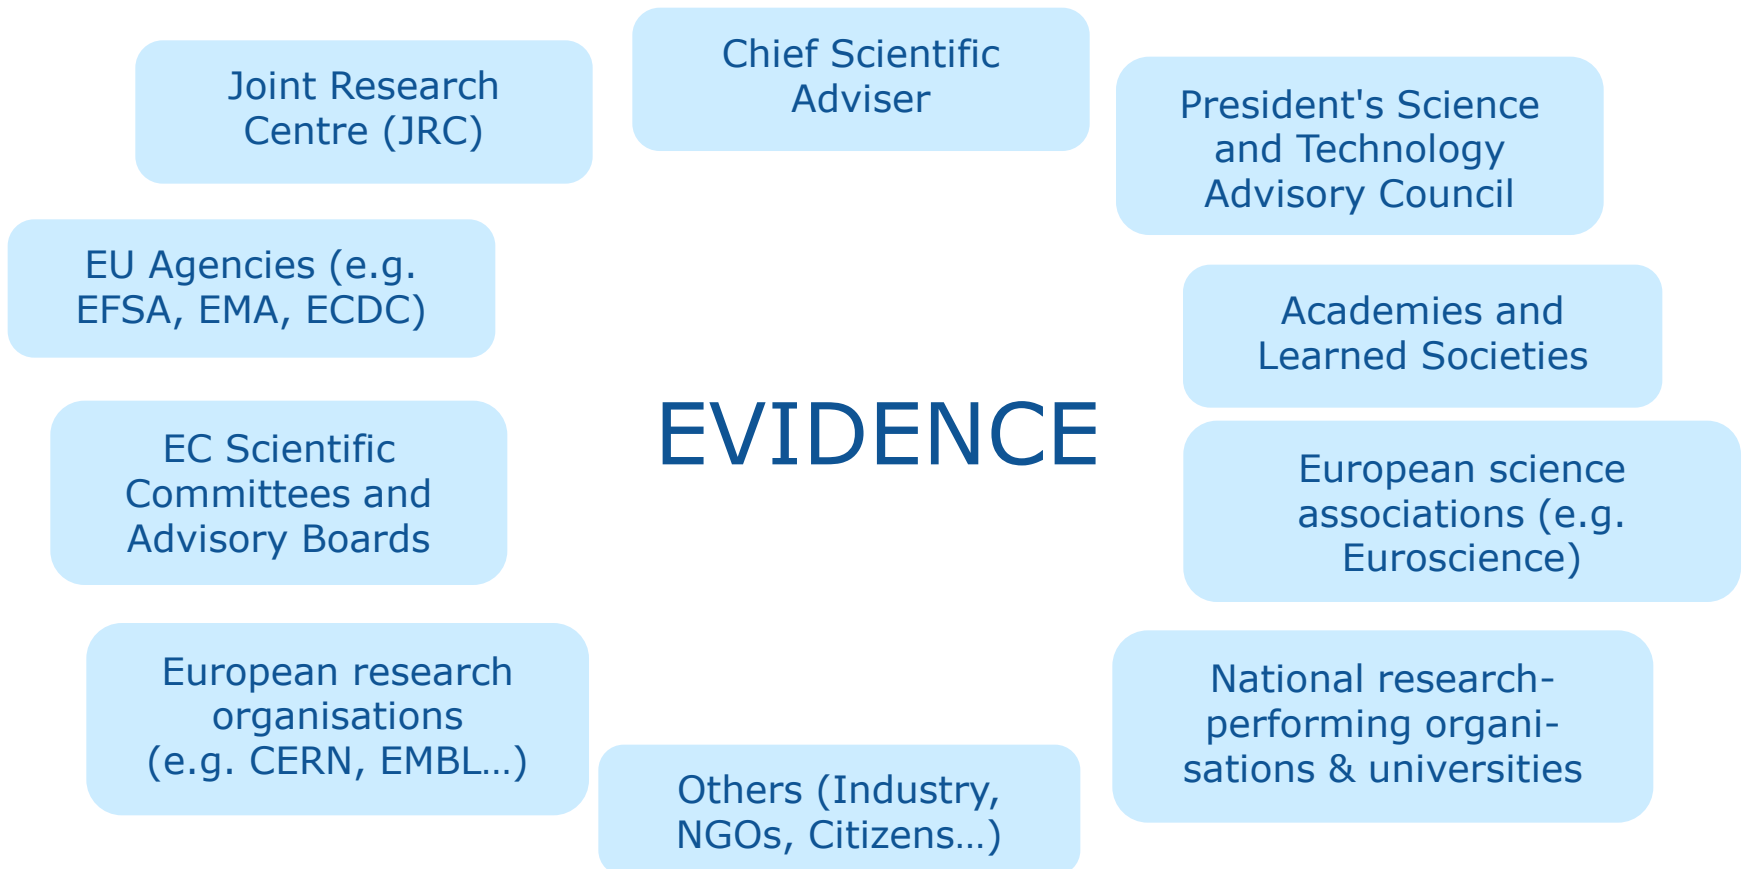 Chief Scientific
Adviser
Joint Research
Centre (JRC)
President's Science
and Technology
Advisory Council
EU Agencies (e.g.
EFSA, EMA, ECDC)
Academies and
Learned Societies
EVIDENCE
EC Scientific
Committees and
Advisory Boards
European science
associations (e.g.
Euroscience)
European research
organisations
(e.g. CERN, EMBL…)
National research-
performing organi-
sations & universities
Others (Industry,
NGOs, Citizens…)